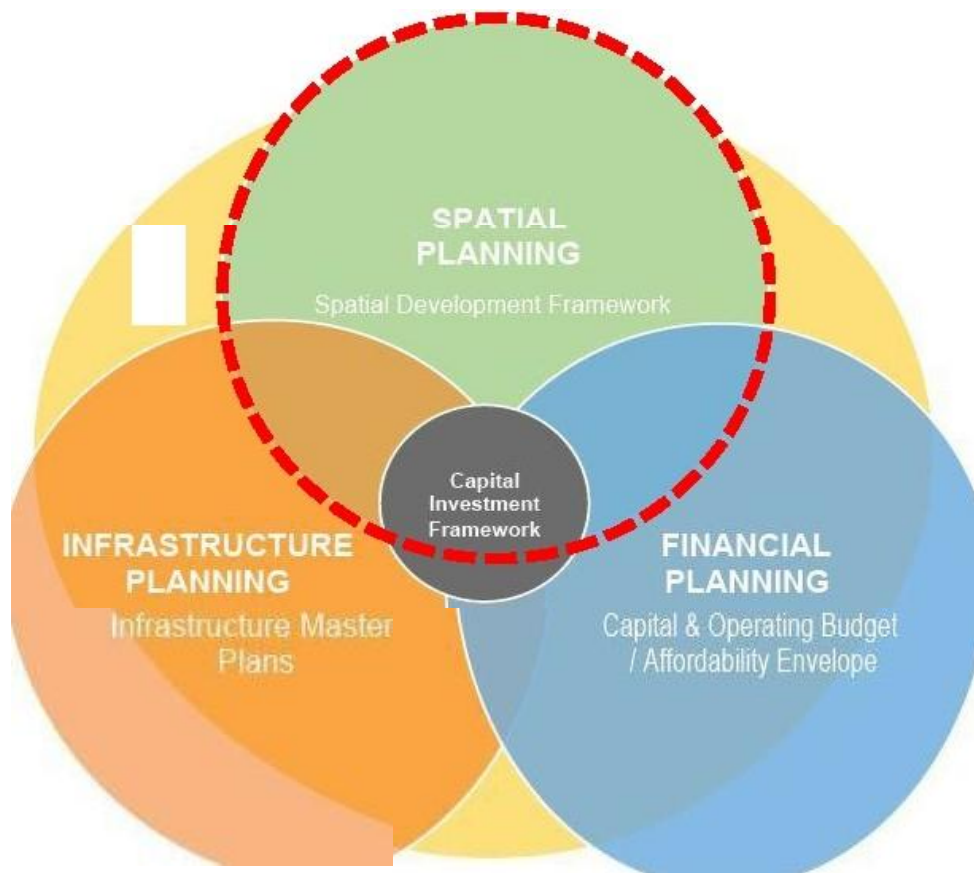 SPATIAL
PLANNING
Spatial Development Framework
Capital
Investment
Framework
INFRASTRUCTURE
PLANNING
Infrastructure Master
Plans
FINANCIAL
PLANNING
Capital & Operating Budget
/ Affordability Envelope